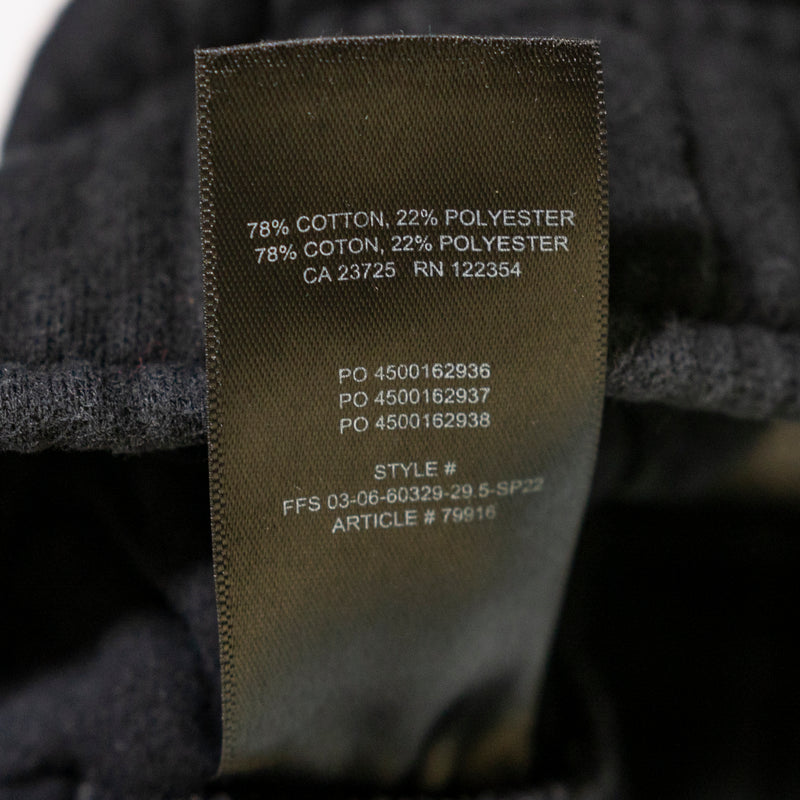 78% COTTON, 22% POLYESTER
78% COTON, 22% POLYESTER
CA 23725 RN 122354
PO 4500162936
PO 4500162937
PO 4500162938
STYLE #
FFS 03-06-60329-29.5-SP22
ARTICLE # 79916